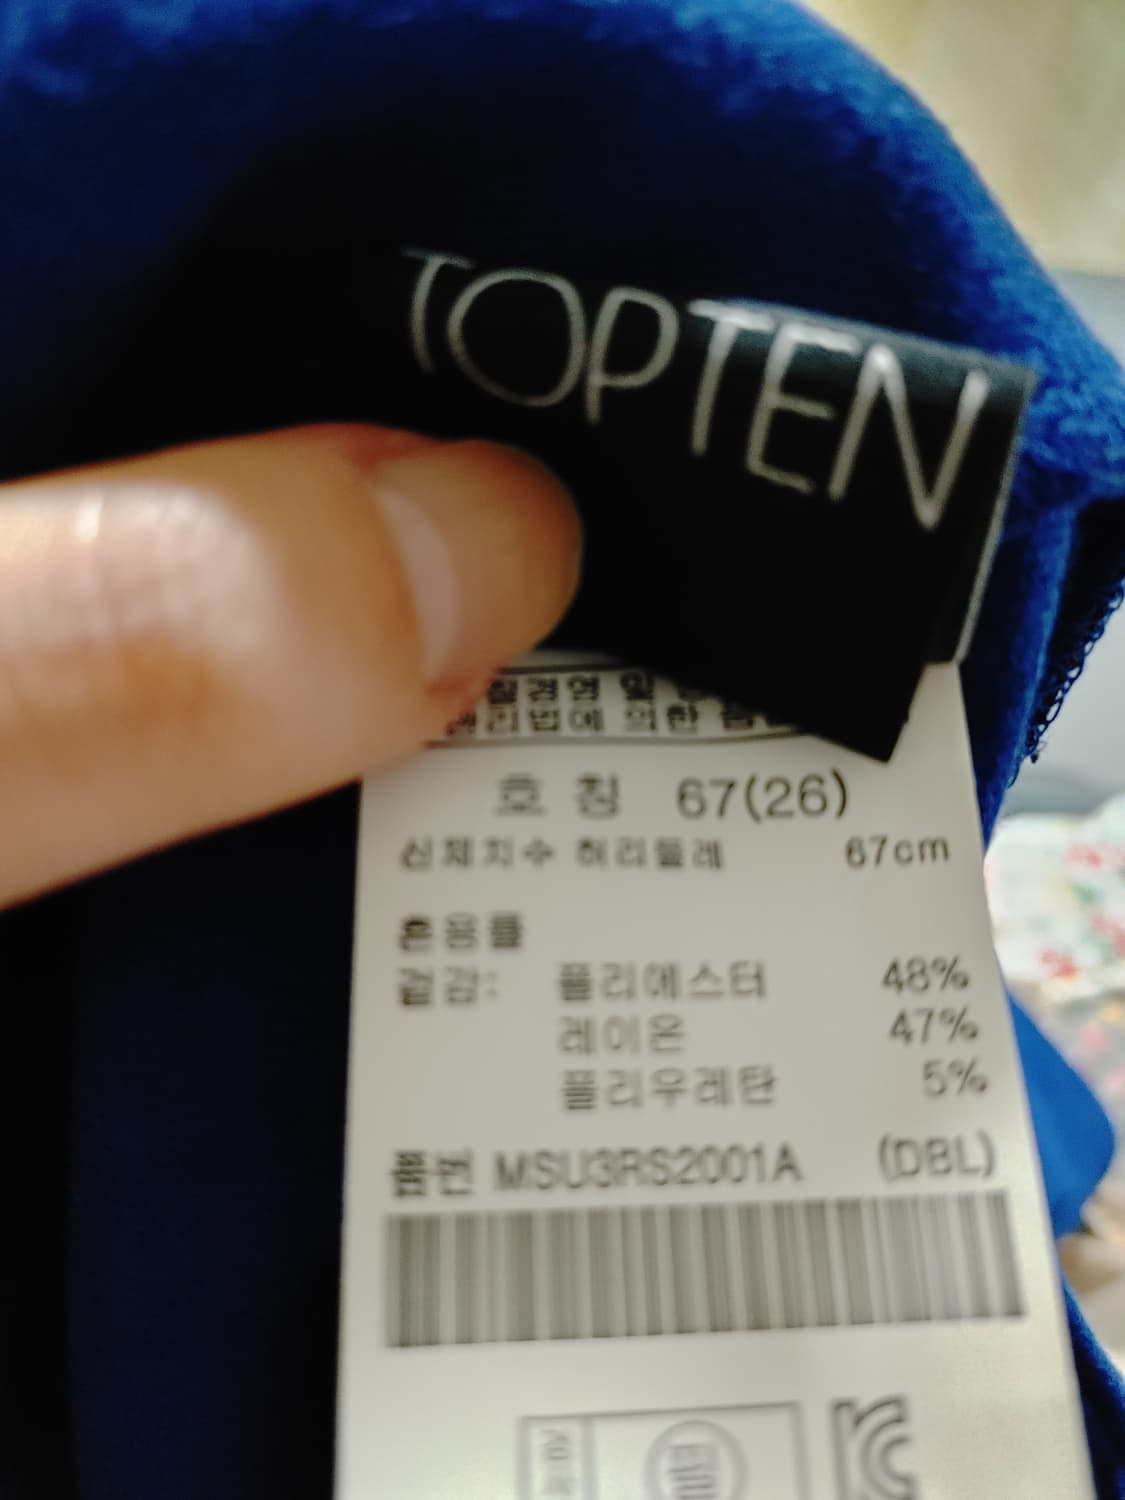 TOPTEN
호 칭 67(26)
신체치수 허리둘레 67cm
혼용률
겉감: 폴리에스터 48%
레이온 47%
폴리우레탄 5%
품번 MSU3RS2001A (DBL)